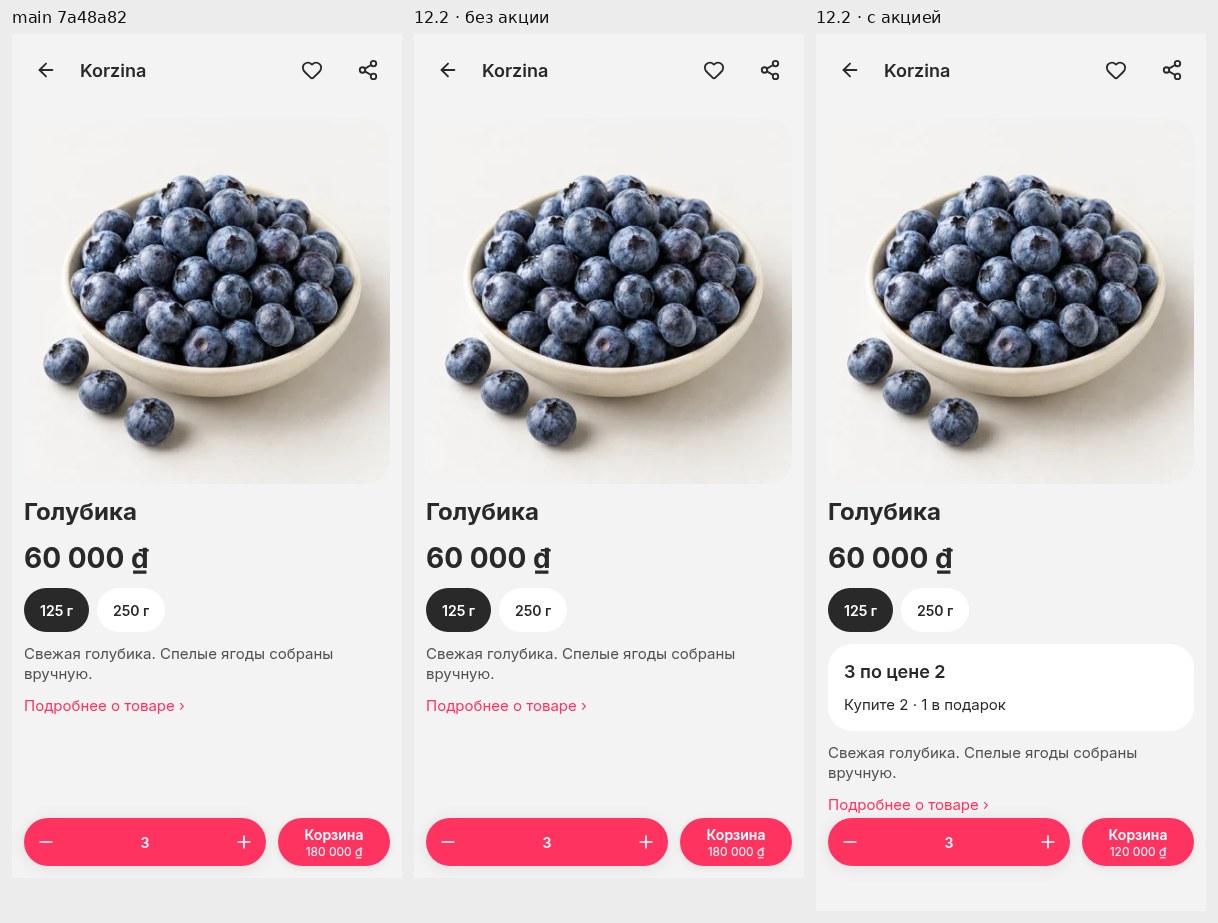 main 7a48a82
Korzina
Голубика
60 000 ₫
125 г
250 г
Свежая голубика. Спелые ягоды собраны
вручную.
Подробнее о товаре ›
— 3 +
Корзина
180 000 ₫
12.2 · без акции
Korzina
Голубика
60 000 ₫
125 г
250 г
Свежая голубика. Спелые ягоды собраны
вручную.
Подробнее о товаре ›
— 3 +
Корзина
180 000 ₫
12.2 · с акцией
Korzina
Голубика
60 000 ₫
125 г
250 г
3 по цене 2
Купите 2 · 1 в подарок
Свежая голубика. Спелые ягоды собраны
вручную.
Подробнее о товаре ›
— 3 +
Корзина
120 000 ₫